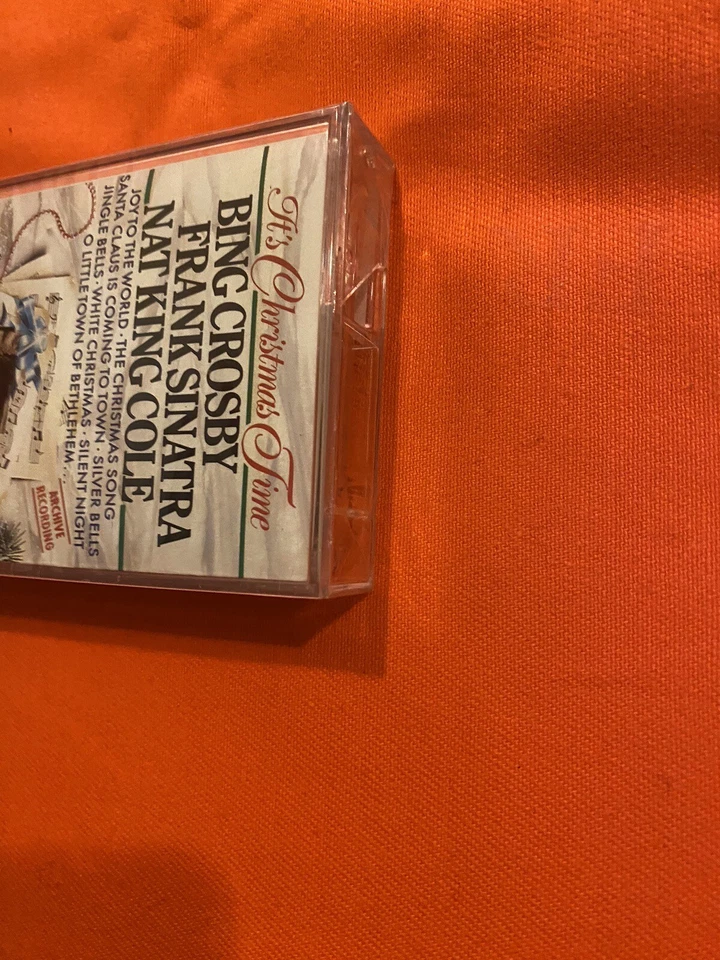 It's Christmas Time
BING CROSBY
FRANK SINATRA
NAT KING COLE
JOY TO THE WORLD · THE CHRISTMAS SONG
SANTA CLAUS IS COMING TO TOWN · SILVER BELLS
JINGLE BELLS · WHITE CHRISTMAS · SILENT NIGHT
O LITTLE TOWN OF BETHLEHEM...
ARCHIVE
RECORDING